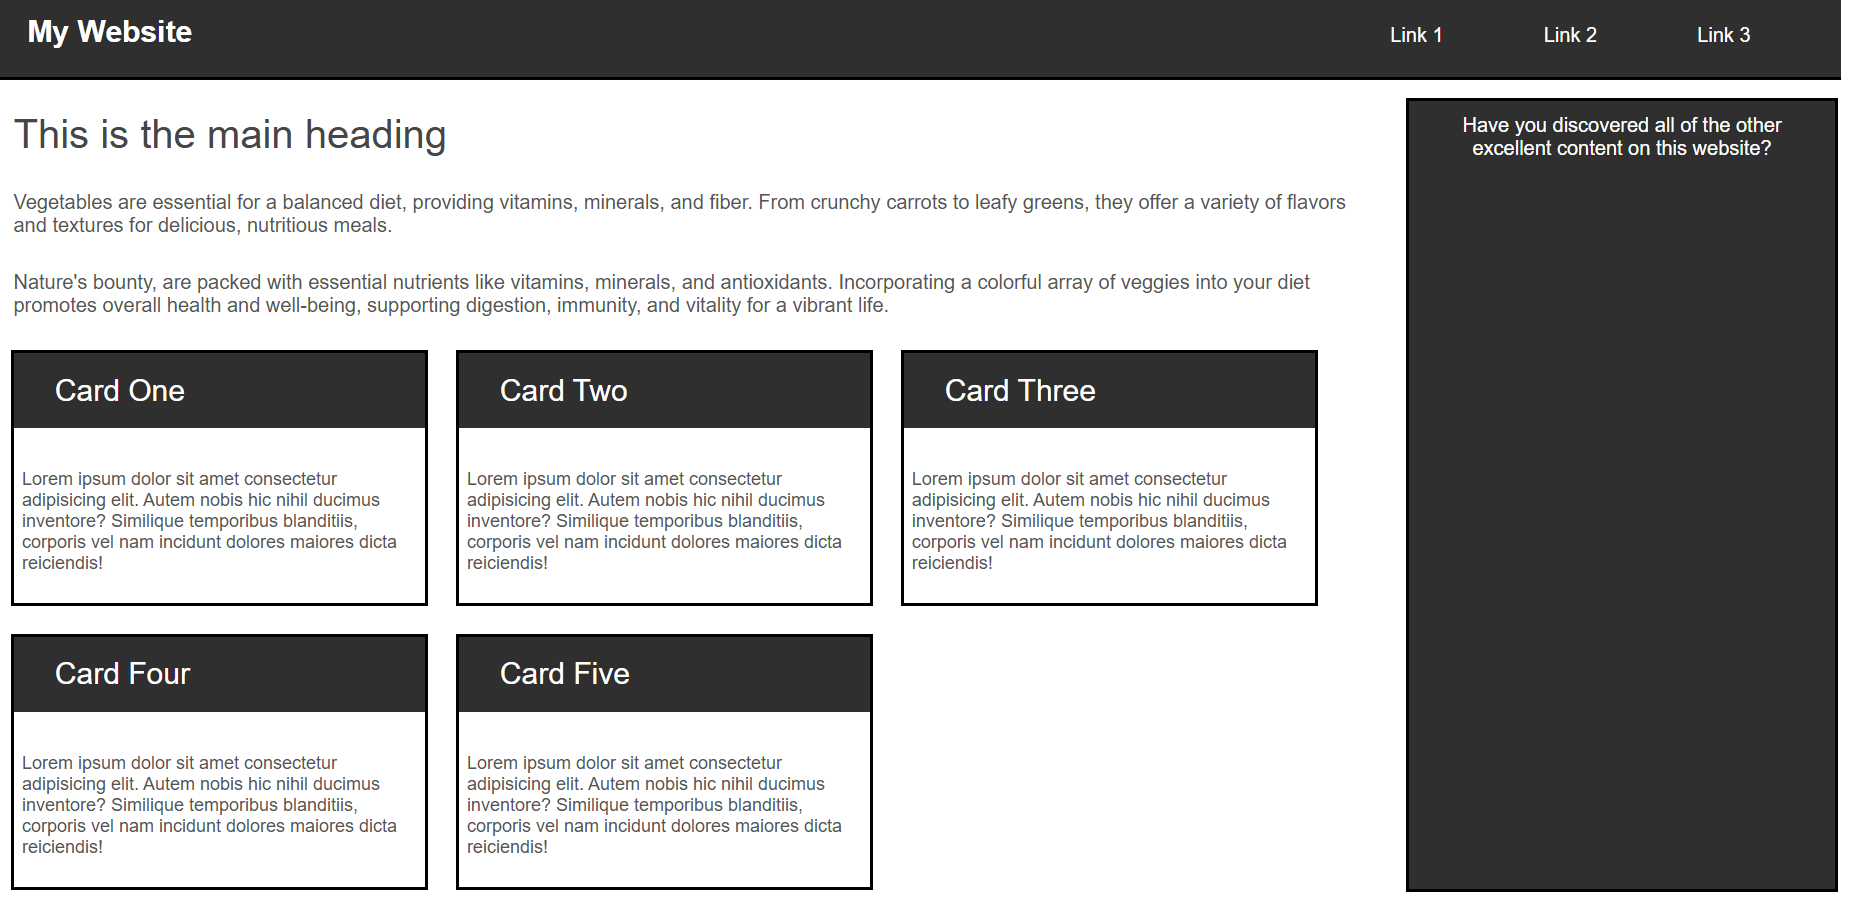 My Website
Link 1
Link 2
Link 3
This is the main heading
Vegetables are essential for a balanced diet, providing vitamins, minerals, and fiber. From crunchy carrots to leafy greens, they offer a variety of flavors
and textures for delicious, nutritious meals.
Nature's bounty, are packed with essential nutrients like vitamins, minerals, and antioxidants. Incorporating a colorful array of veggies into your diet
promotes overall health and well-being, supporting digestion, immunity, and vitality for a vibrant life.
Card One
Lorem ipsum dolor sit amet consectetur
adipisicing elit. Autem nobis hic nihil ducimus
inventore? Similique temporibus blanditiis,
corporis vel nam incidunt dolores maiores dicta
reiciendis!
Card Two
Lorem ipsum dolor sit amet consectetur
adipisicing elit. Autem nobis hic nihil ducimus
inventore? Similique temporibus blanditiis,
corporis vel nam incidunt dolores maiores dicta
reiciendis!
Card Three
Lorem ipsum dolor sit amet consectetur
adipisicing elit. Autem nobis hic nihil ducimus
inventore? Similique temporibus blanditiis,
corporis vel nam incidunt dolores maiores dicta
reiciendis!
Card Four
Lorem ipsum dolor sit amet consectetur
adipisicing elit. Autem nobis hic nihil ducimus
inventore? Similique temporibus blanditiis,
corporis vel nam incidunt dolores maiores dicta
reiciendis!
Card Five
Lorem ipsum dolor sit amet consectetur
adipisicing elit. Autem nobis hic nihil ducimus
inventore? Similique temporibus blanditiis,
corporis vel nam incidunt dolores maiores dicta
reiciendis!
Have you discovered all of the other
excellent content on this website?